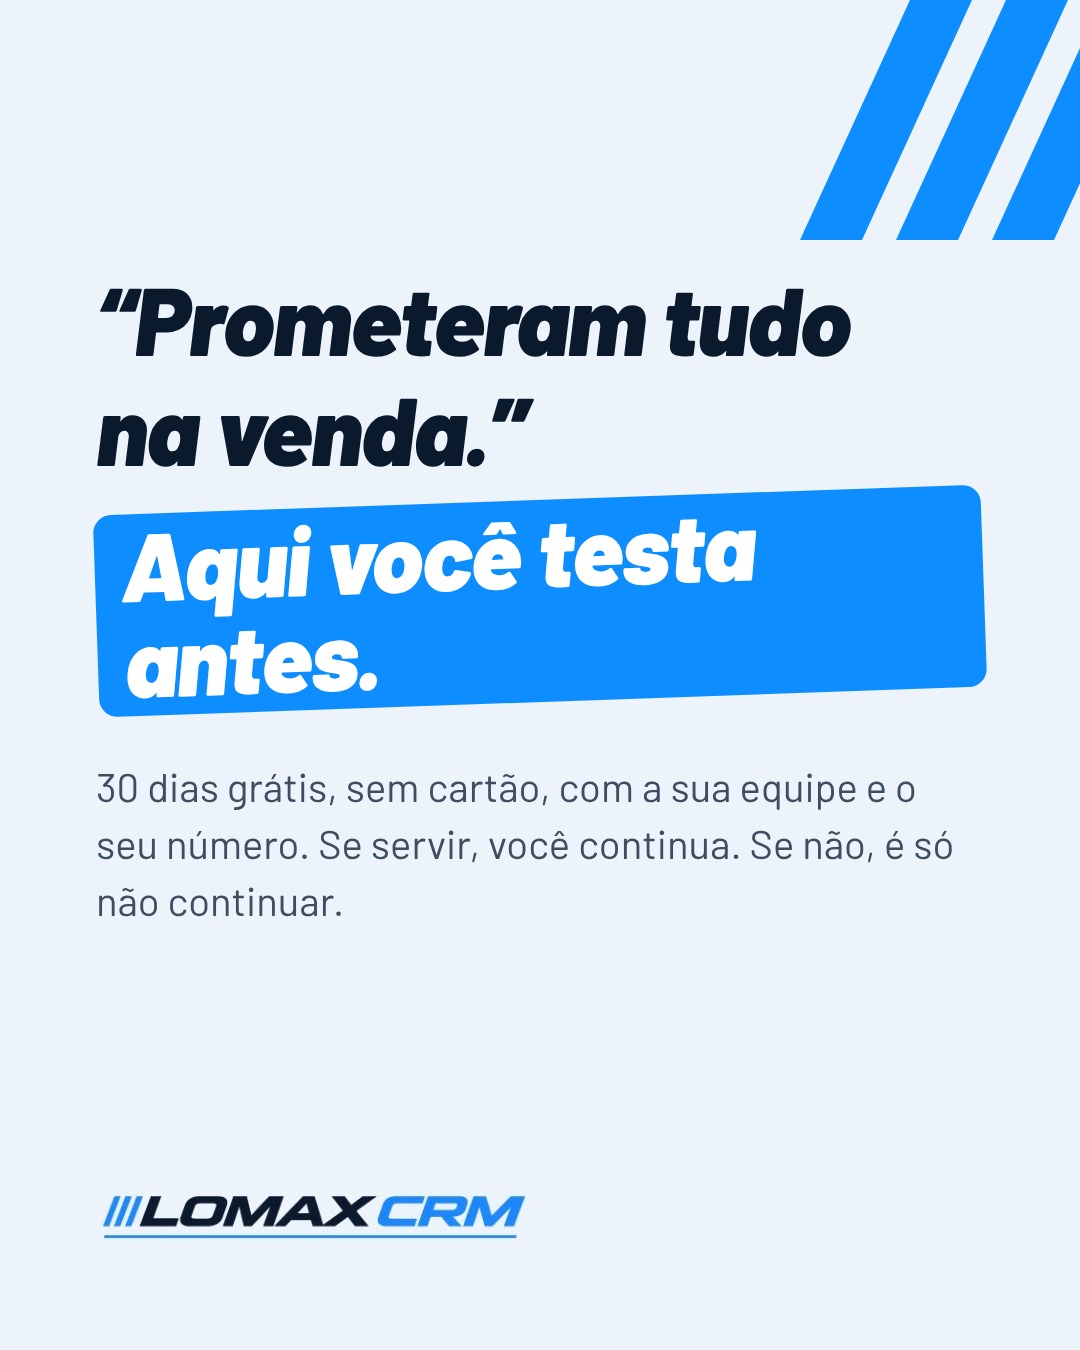 “Prometeram tudo
na venda.”
Aqui você testa
antes.
30 dias grátis, sem cartão, com a sua equipe e o
seu número. Se servir, você continua. Se não, é só
não continuar.
LOMAX CRM